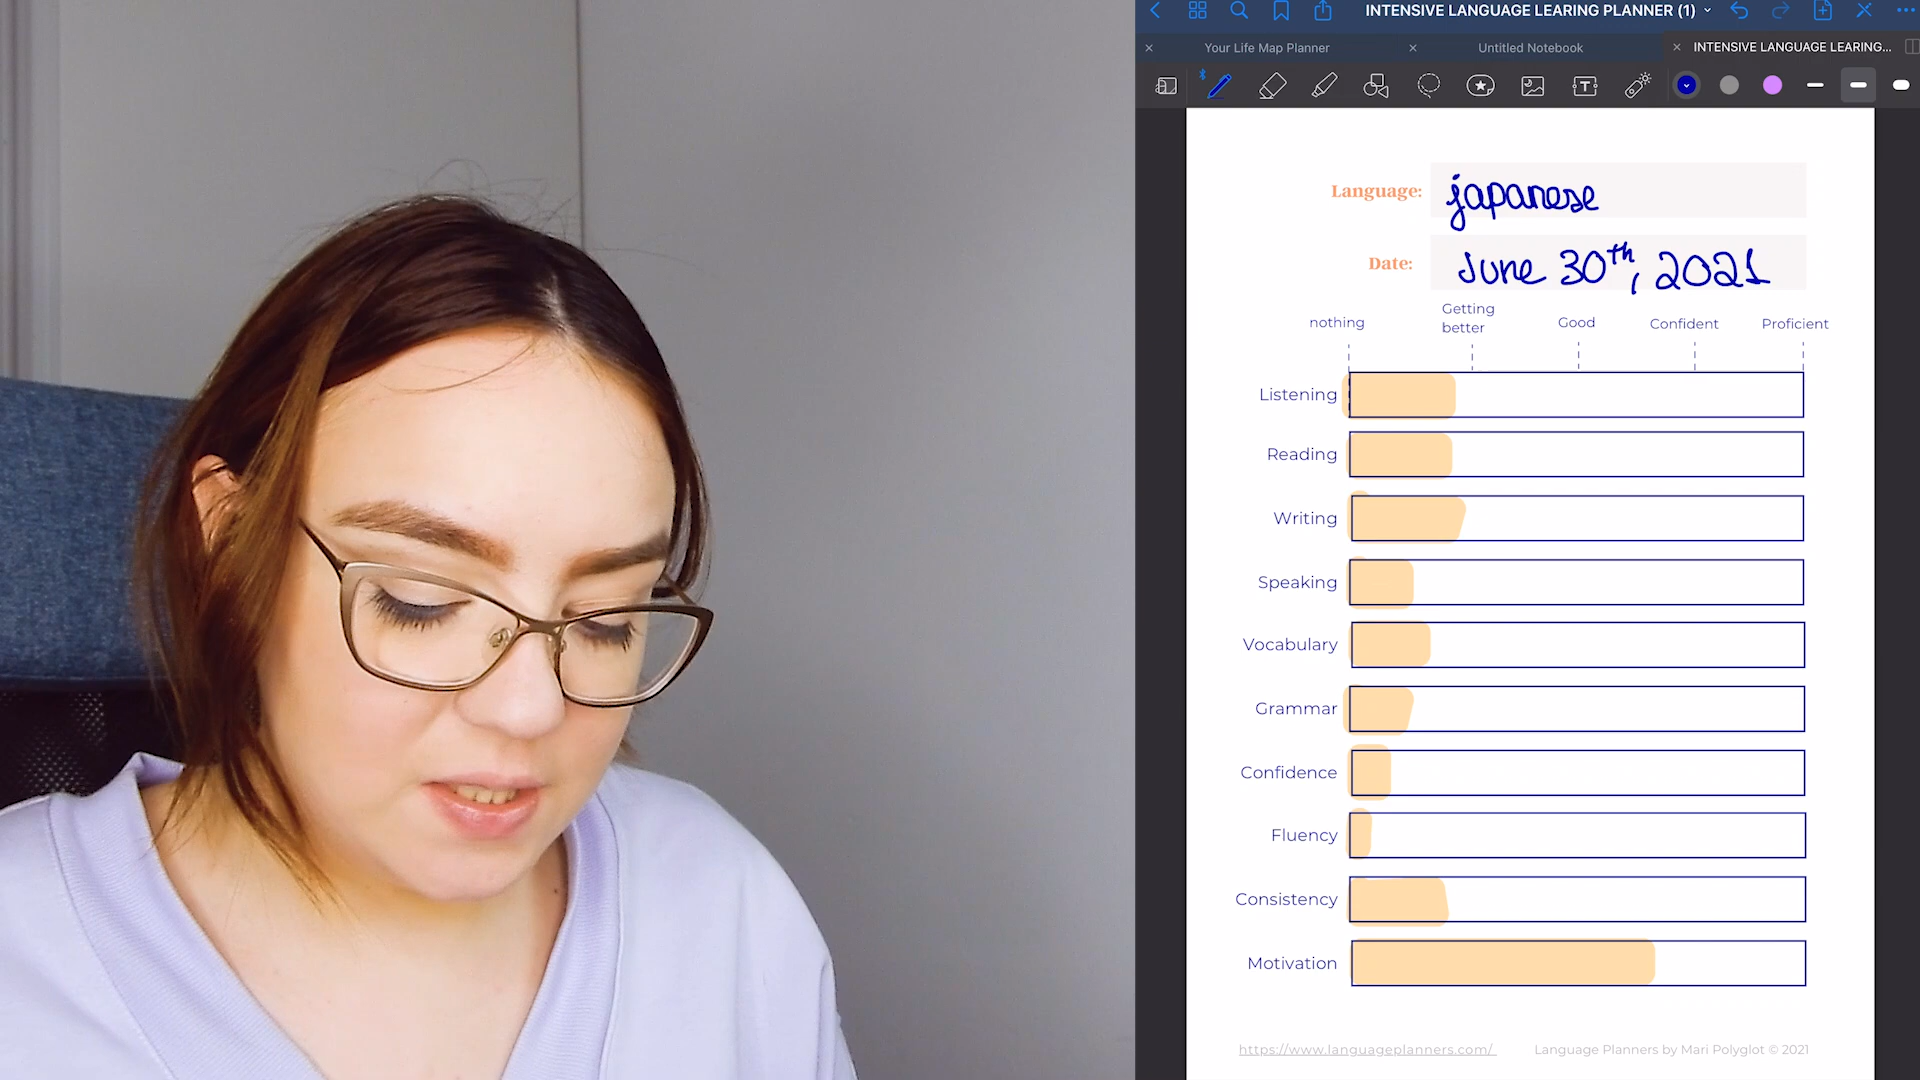 INTENSIVE LANGUAGE LEARING PLANNER (1)
Your Life Map Planner
Untitled Notebook
INTENSIVE LANGUAGE LEARING...
Language: japanese
Date: June 30th, 2021
nothing
Getting
better
Good
Confident
Proficient
Listening
Reading
Writing
Speaking
Vocabulary
Grammar
Confidence
Fluency
Consistency
Motivation
https://www.languageplanners.com/
Language Planners by Mari Polyglot © 2021